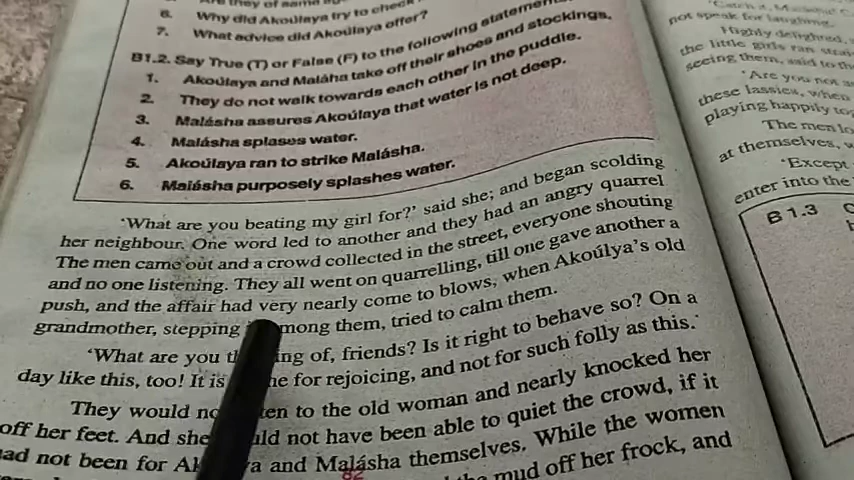 6. Why did Akoúlaya try to check
7. What advice did Akoúlaya offer?
B1.2. Say True (T) or False (F) to the following statement
1. Akoúlaya and Malásha take off their shoes and stockings.
2. They do not walk towards each other in the puddle.
3. Malásha assures Akoúlaya that water is not deep.
4. Malásha splases water.
5. Akoúlaya ran to strike Malásha.
6. Malásha purposely splashes water.
'What are you beating my girl for?' said she; and began scolding
her neighbour. One word led to another and they had an angry quarrel
The men came out and a crowd collected in the street, everyone shouting
and no one listening. They all went on quarrelling, till one gave another a
push, and the affair had very nearly come to blows, when Akoúlya's old
grandmother, stepping among them, tried to calm them.
'What are you ing of, friends? Is it right to behave so? On a
day like this, too! It is for rejoicing, and not for such folly as this.'
They would to the old woman and nearly knocked her
off her feet. And she not have been able to quiet the crowd, if it
had not been for and Malásha themselves. While the women
82
mud off her frock, and
not speak for laughing.
Highly delighted,
the little girls ran
seeing them, said to
'Are you not
these lassies, when
playing happily
The men
at themselves,
'Except
enter into the
B 1.3